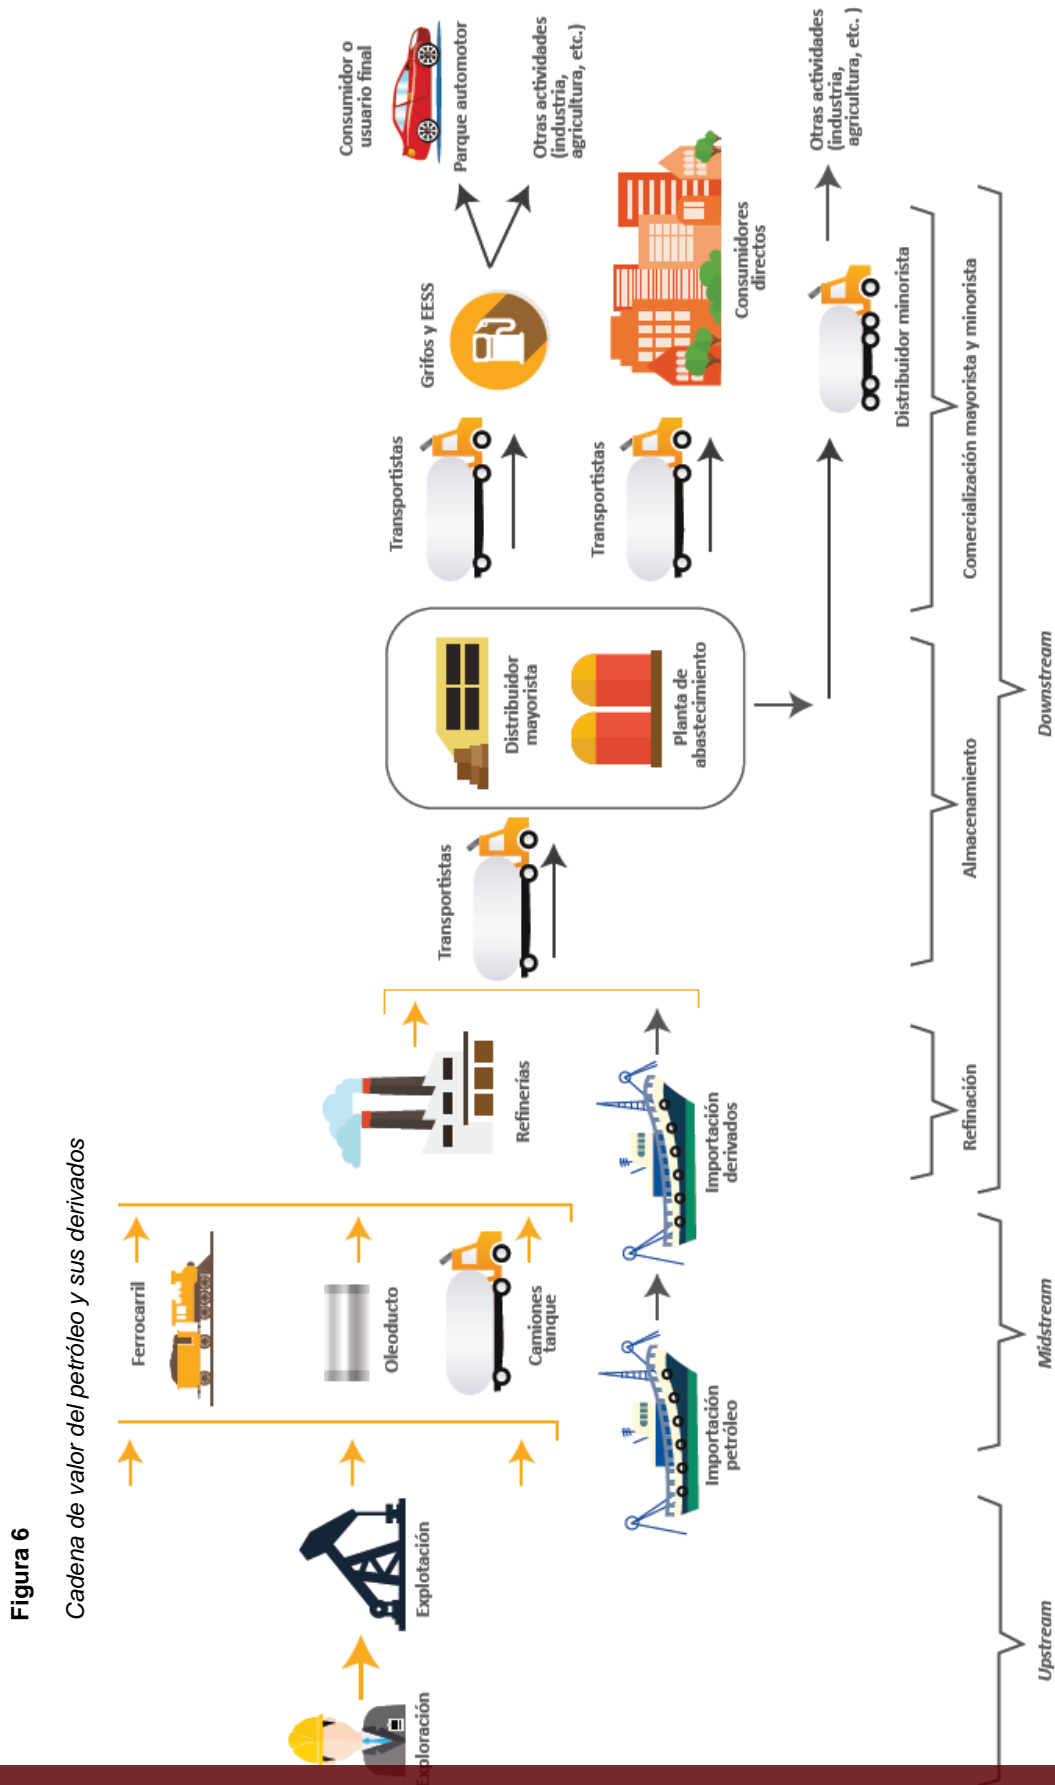 Figura 6
Cadena de valor del petróleo y sus derivados
Exploración
Explotación
Ferrocarril
Oleoducto
Camiones
tanque
Importación
petróleo
Refinerías
Importación
derivados
Transportistas
Distribuidor
mayorista
Planta de
abastecimiento
Transportistas
Transportistas
Grifos y EESS
Consumidores
directos
Distribuidor minorista
Consumidor o
usuario final
Parque automotor
Otras actividades
(industria,
agricultura, etc.)
Otras actividades
(industria,
agricultura, etc. )
Refinación
Almacenamiento
Comercialización mayorista y minorista
Upstream
Midstream
Downstream